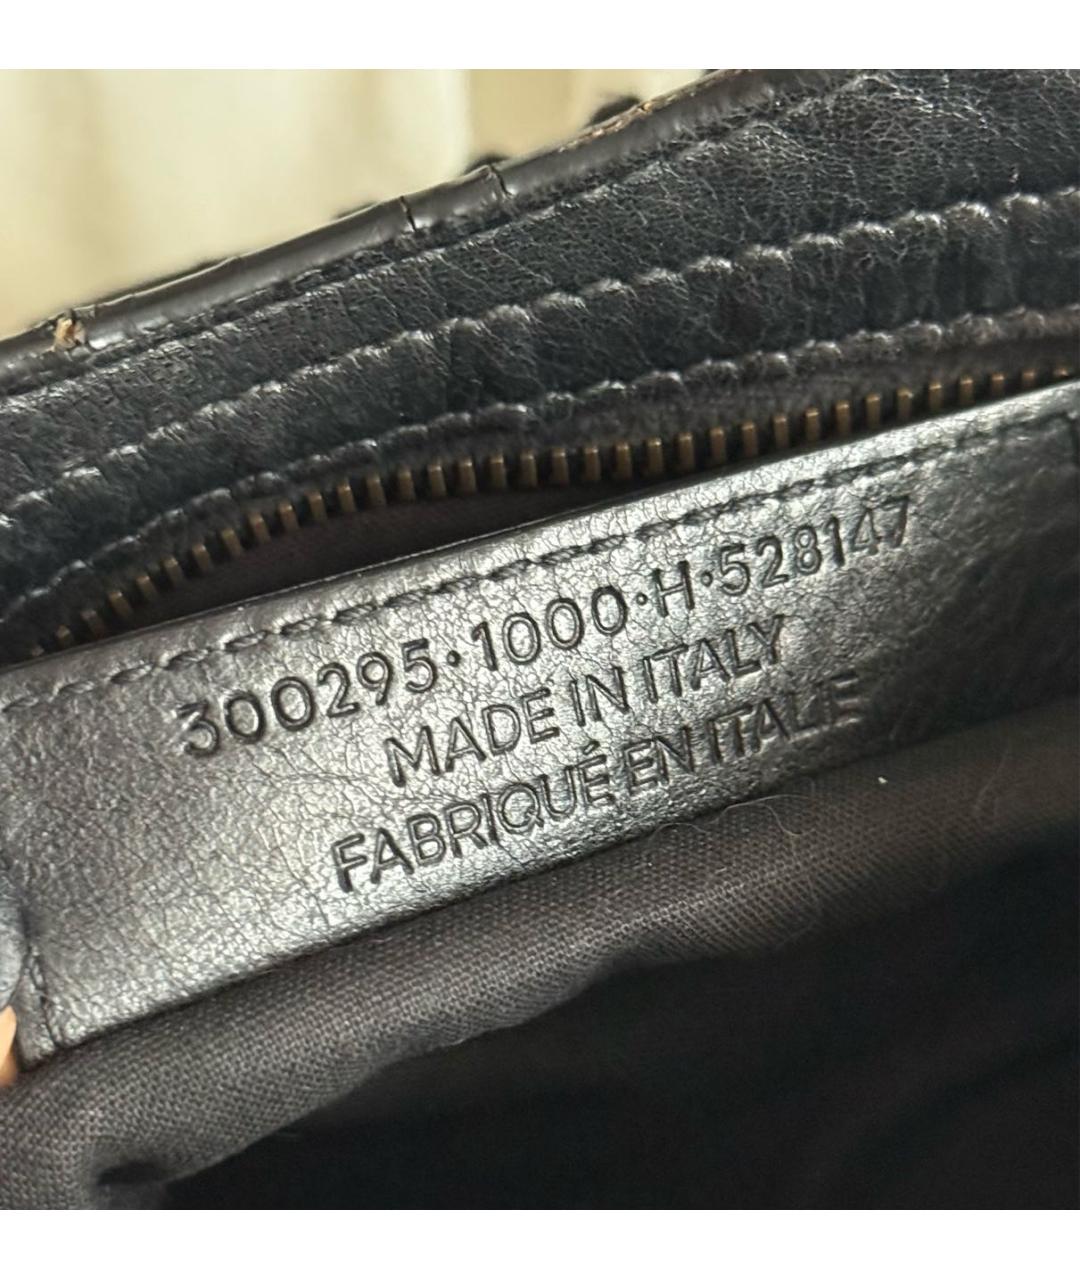 300295·1000·H·528147
MADE IN ITALY
FABRIQUÉ EN ITALIE